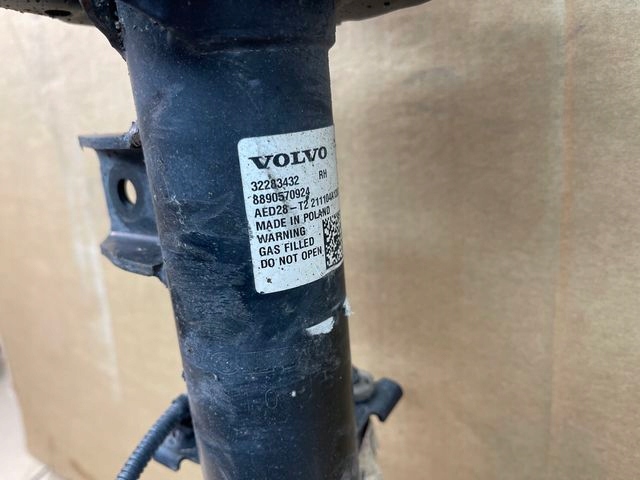 VOLVO
32283432 RH
8890570924
AED28-T2
MADE IN POLAND
WARNING
GAS FILLED
DO NOT OPEN